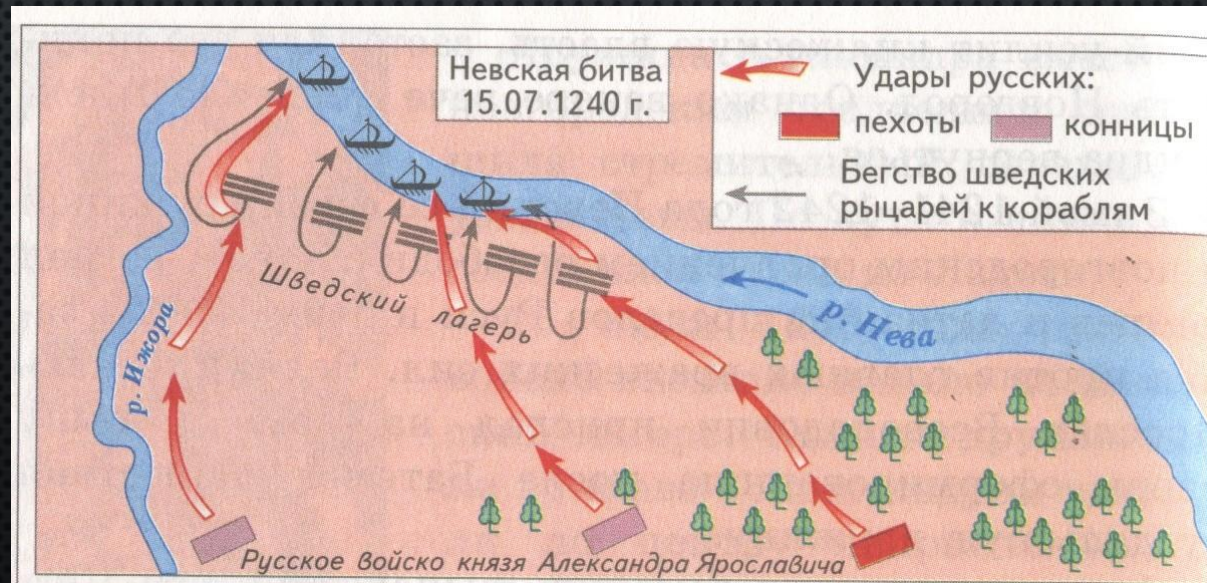 Невская битва
15.07.1240 г.
Удары русских:
пехоты конницы
Бегство шведских
рыцарей к кораблям
Шведский лагерь
р. Ижора
р. Нева
Русское войско князя Александра Ярославича